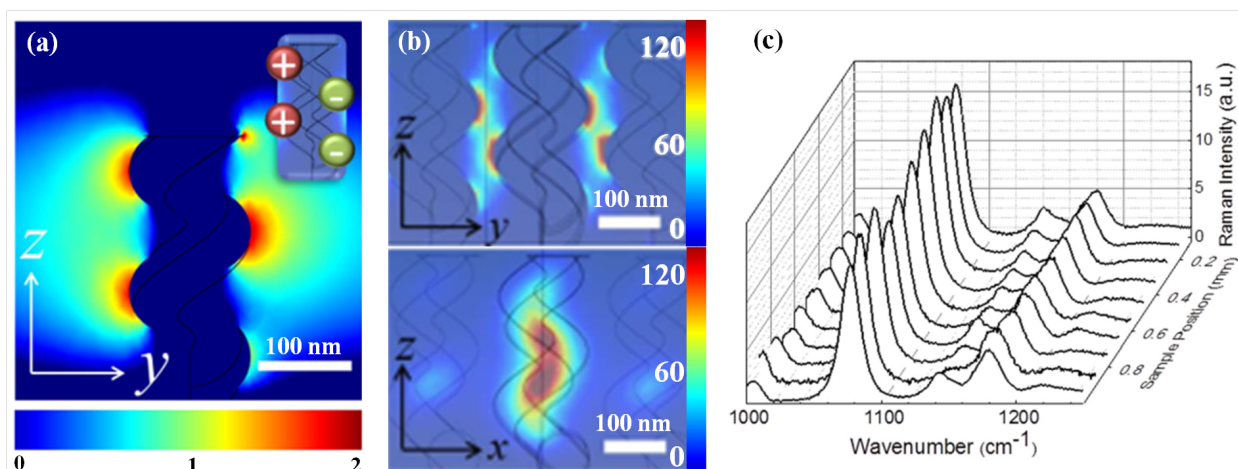 (a)
+
-
+
-
z
y
100 nm
0 1 2
(b)
120
60
0
z
y
100 nm
120
60
0
z
x
100 nm
(c)
15
10
5
0
Raman Intensity (a.u.)
0.2
0.4
0.6
0.8
Sample Position (mm)
1000 1100 1200
Wavenumber (cm⁻¹)